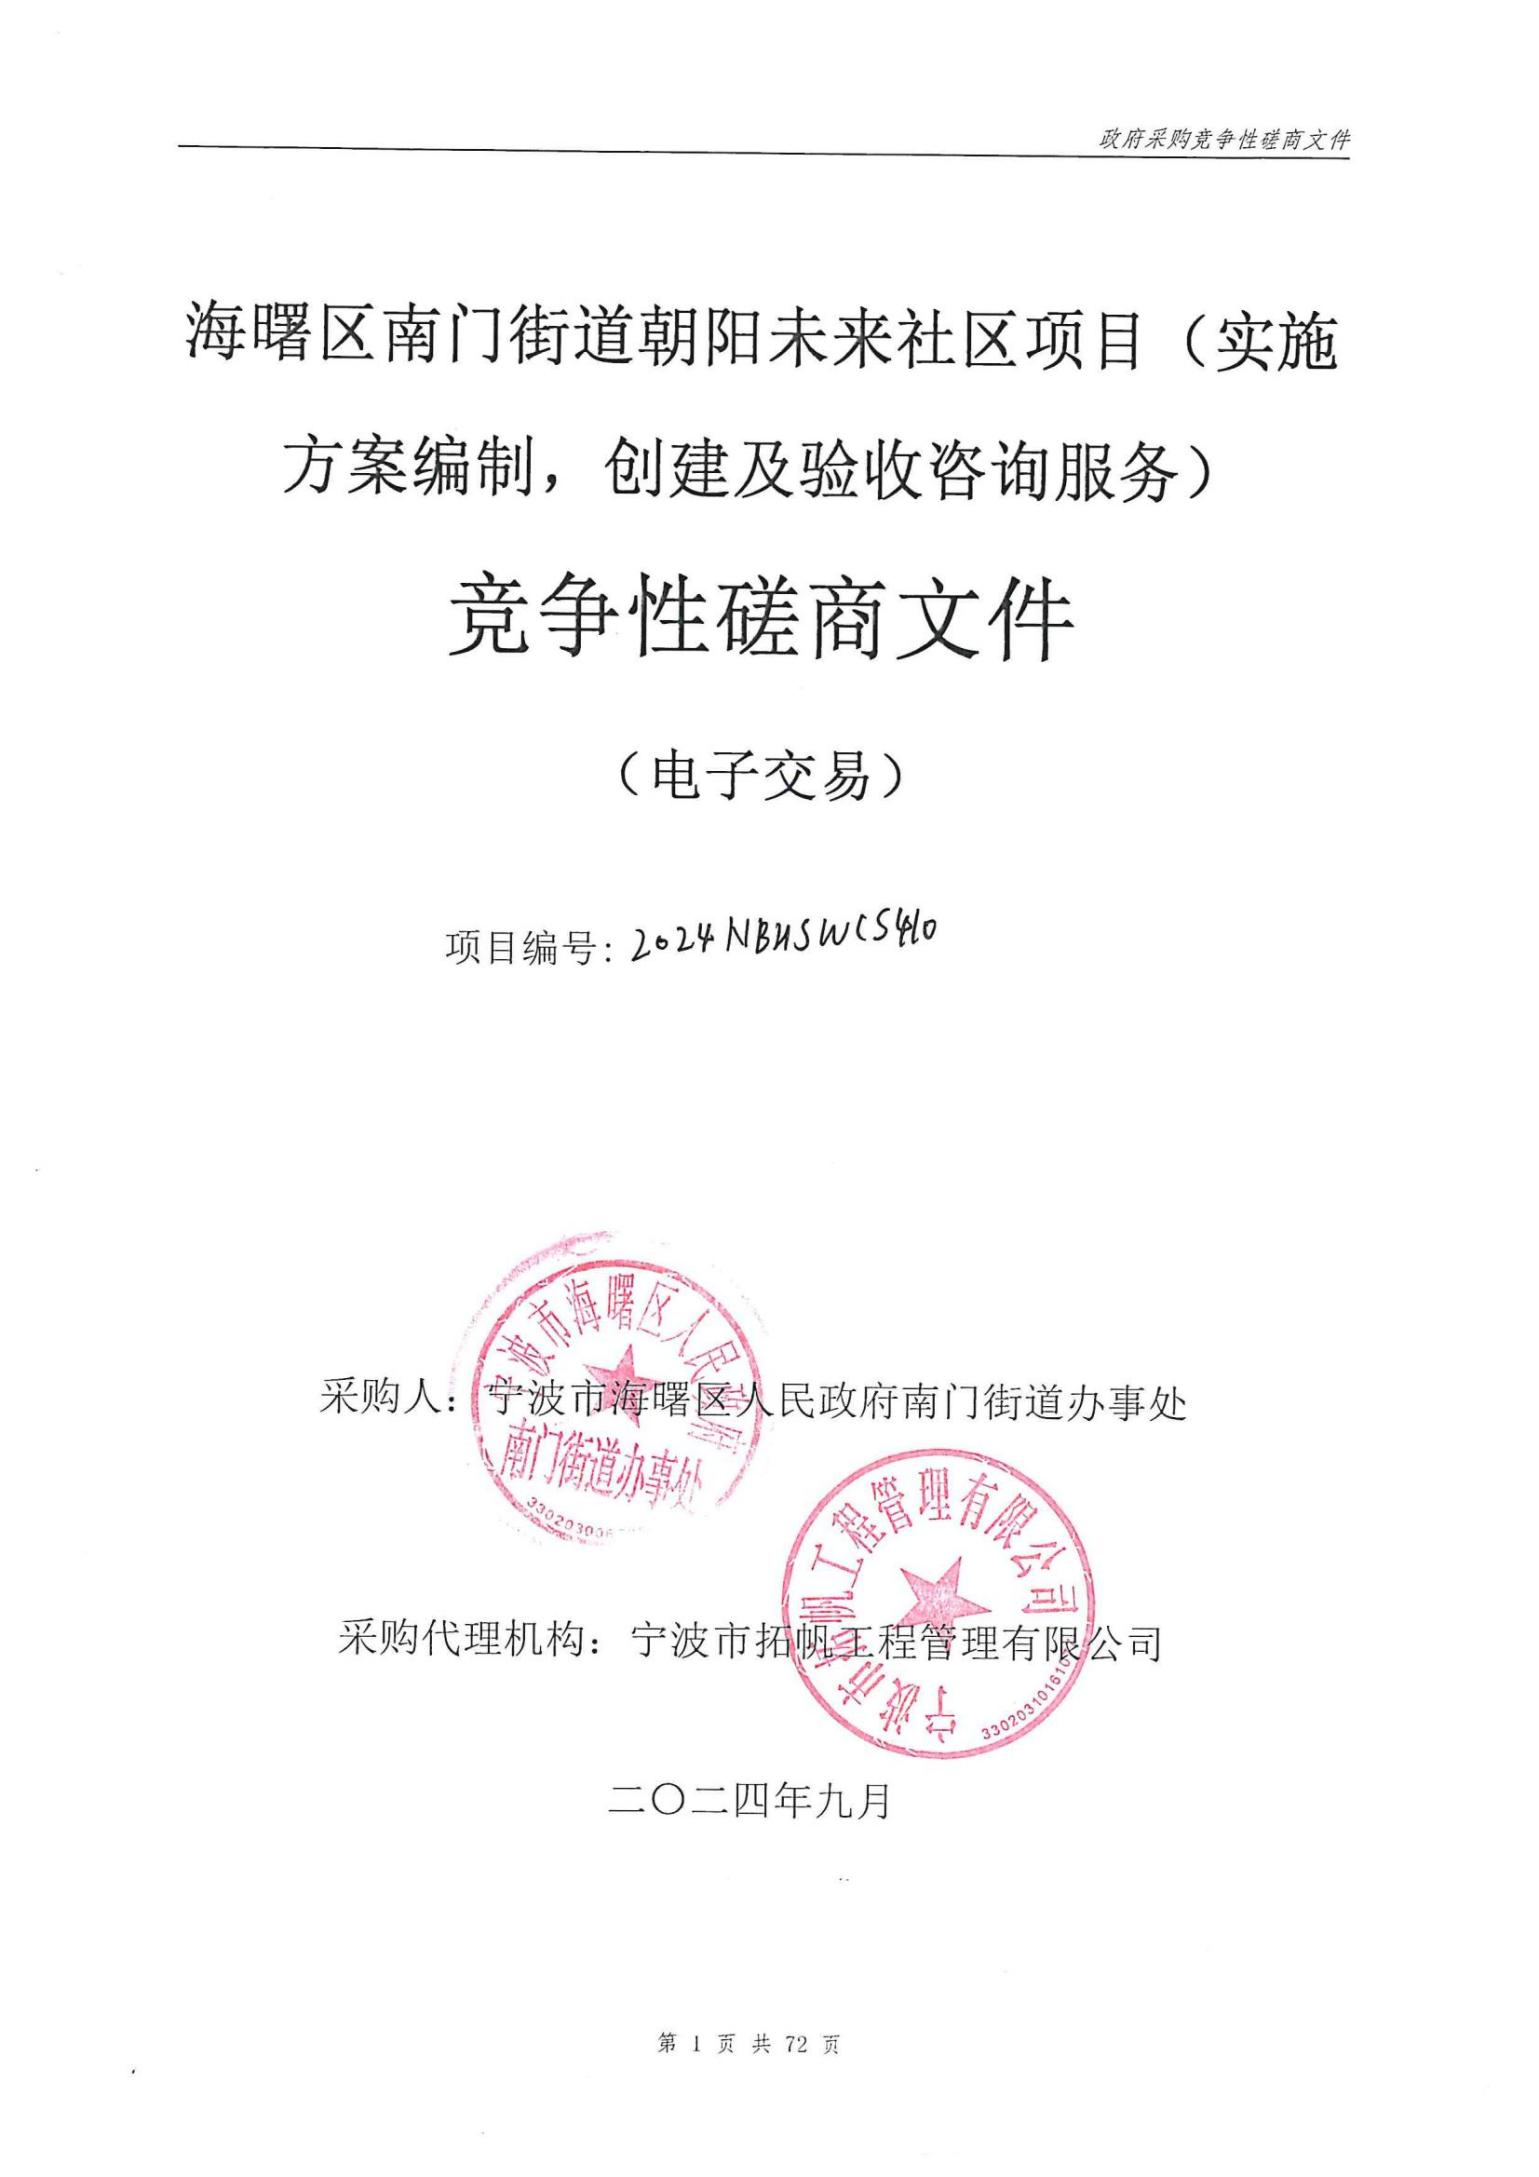 政府采购竞争性磋商文件
海曙区南门街道朝阳未来社区项目（实施
方案编制，创建及验收咨询服务）
竞争性磋商文件
（电子交易）
项目编号：2024NBHSWCS410
宁波市海曙区人民政府
采购人：宁波市海曙区人民政府南门街道办事处
南门街道办事处
宁波市拓帆工程管理有限公司
采购代理机构：宁波市拓帆工程管理有限公司
二〇二四年九月
第 1 页 共 72 页